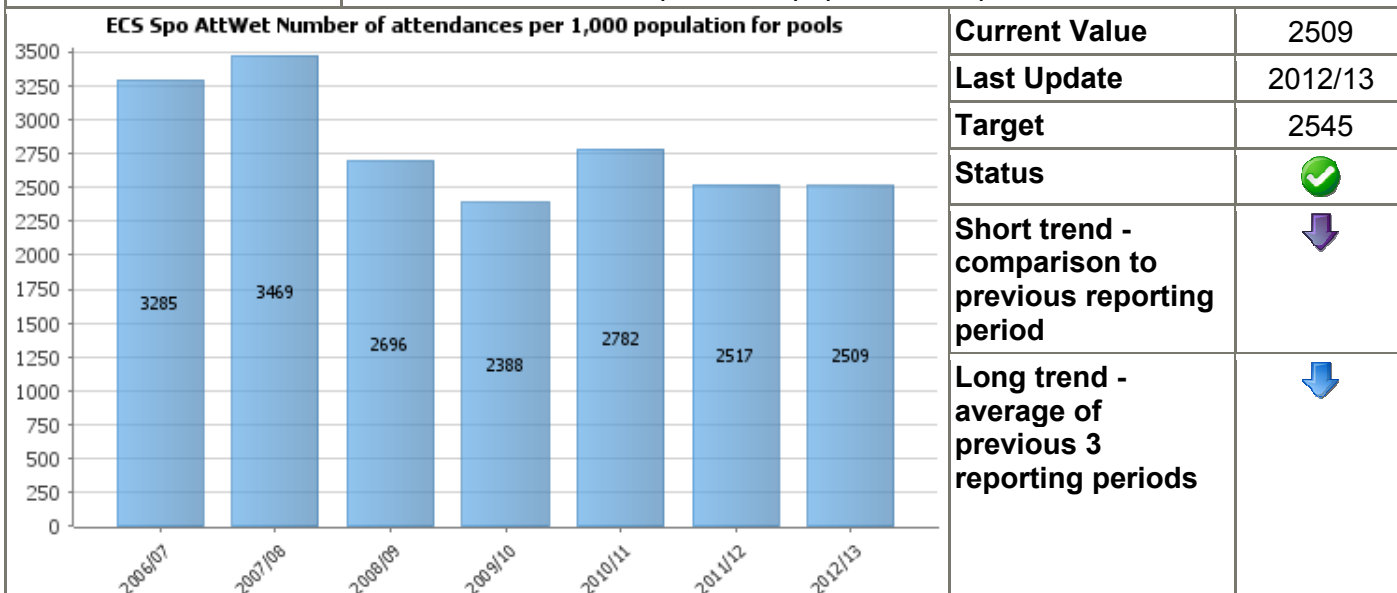 ECS Spo AttWet Number of attendances per 1,000 population for pools
3500
3250
3000
2750
2500
2250
2000
1750
1500
1250
1000
750
500
250
0
3285
3469
2696
2388
2782
2517
2509
2006/07
2007/08
2008/09
2009/10
2010/11
2011/12
2012/13
Current Value 2509
Last Update 2012/13
Target 2545
Status
Short trend -
comparison to
previous reporting
period
Long trend -
average of
previous 3
reporting periods